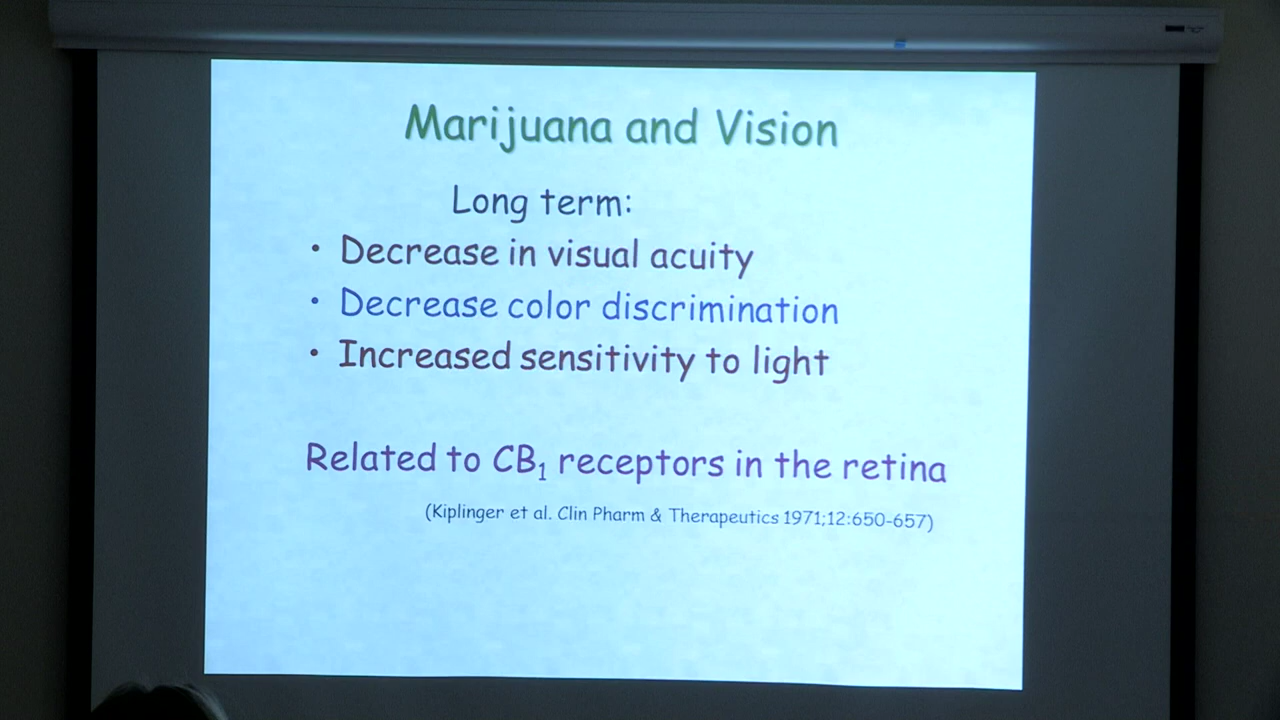 Marijuana and Vision
Long term:
• Decrease in visual acuity
• Decrease color discrimination
• Increased sensitivity to light
Related to CB₁ receptors in the retina
(Kiplinger et al. Clin Pharm & Therapeutics 1971;12:650-657)